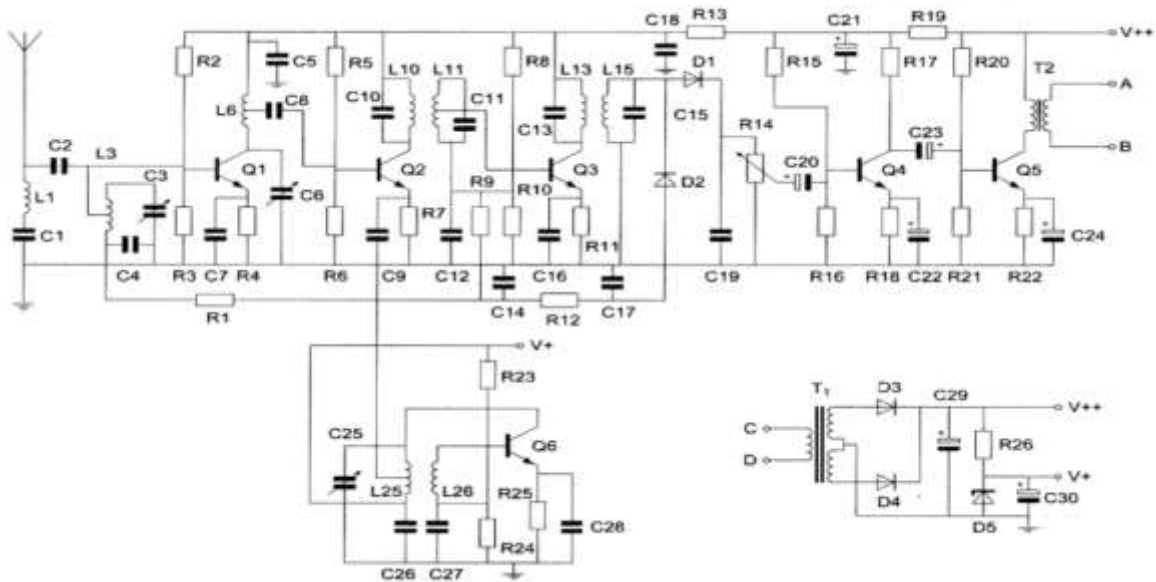 C18 R13 C21 R19
V++
R2 C5 R5 L10 L11 R8 L13 L15 D1 R15 R17 R20 T2
C8 C10 C11 A
L6 C13 C15 R14 C23
+
C2 L3 Q1 Q2 Q3 C20 Q4 Q5 B
C3 C6 R9 R10 D2
L1 R7
C1 R11 C24
C4 R3 C7 R4 R6 C9 C12 C16 C19 R16 R18 C22 R21 R22
R1 C14 R12 C17
V+
R23
T1 D3 C29 V++
C25 Q6 C
R26
D V+
L25 L26 R25 D4 C30
C28 D5
R24
C26 C27